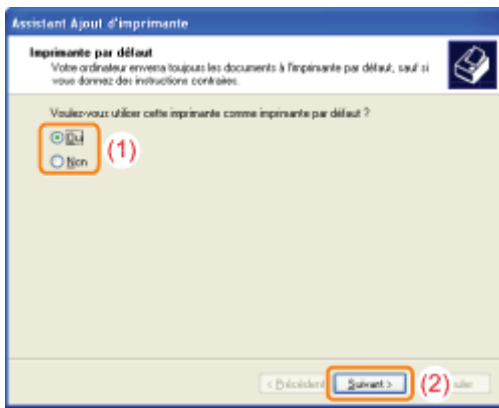 Assistant Ajout d'imprimante
Imprimante par défaut
Votre ordinateur enverra toujours les documents à l'imprimante par défaut, sauf si
vous donnez des instructions contraires.
Voulez-vous utiliser cette imprimante comme imprimante par défaut ?
Oui
(1)
Non
< Précédent
Suivant >
(2)